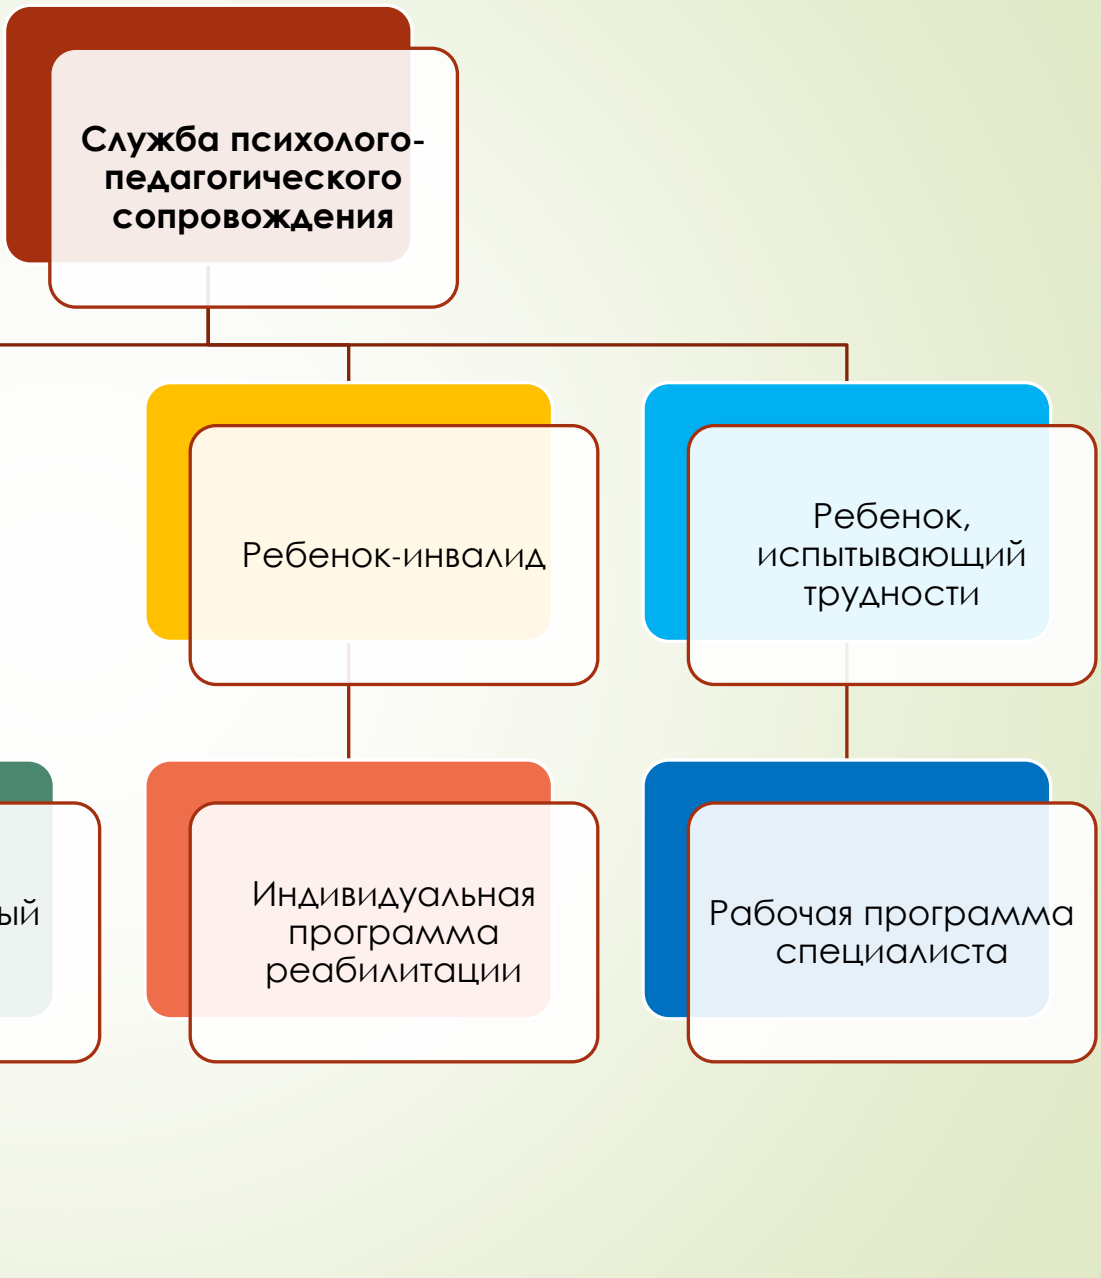 Служба психолого-
педагогического
сопровождения
Ребенок-инвалид
Ребенок,
испытывающий
трудности
Индивидуальная
программа
реабилитации
Рабочая программа
специалиста